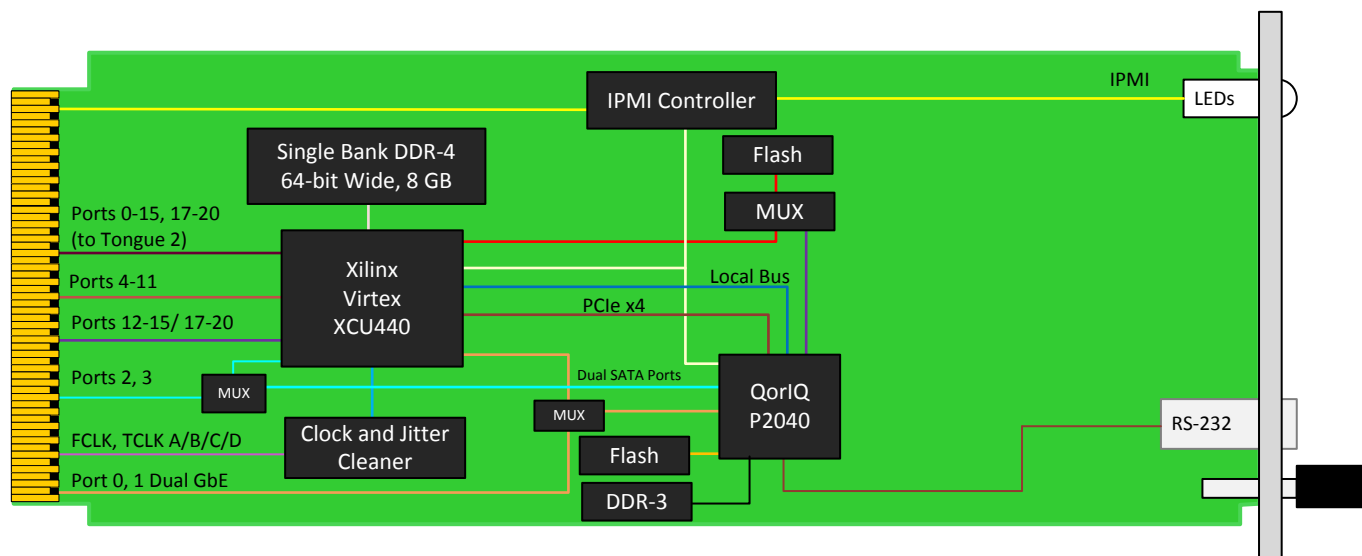 IPMI
IPMI Controller
LEDs
Single Bank DDR-4
64-bit Wide, 8 GB
Flash
MUX
Ports 0-15, 17-20
(to Tongue 2)
Xilinx
Virtex
XCU440
Local Bus
Ports 4-11
PCIe x4
Ports 12-15/ 17-20
Ports 2, 3
MUX
Dual SATA Ports
QorIQ
P2040
MUX
RS-232
FCLK, TCLK A/B/C/D
Clock and Jitter
Cleaner
Flash
Port 0, 1 Dual GbE
DDR-3